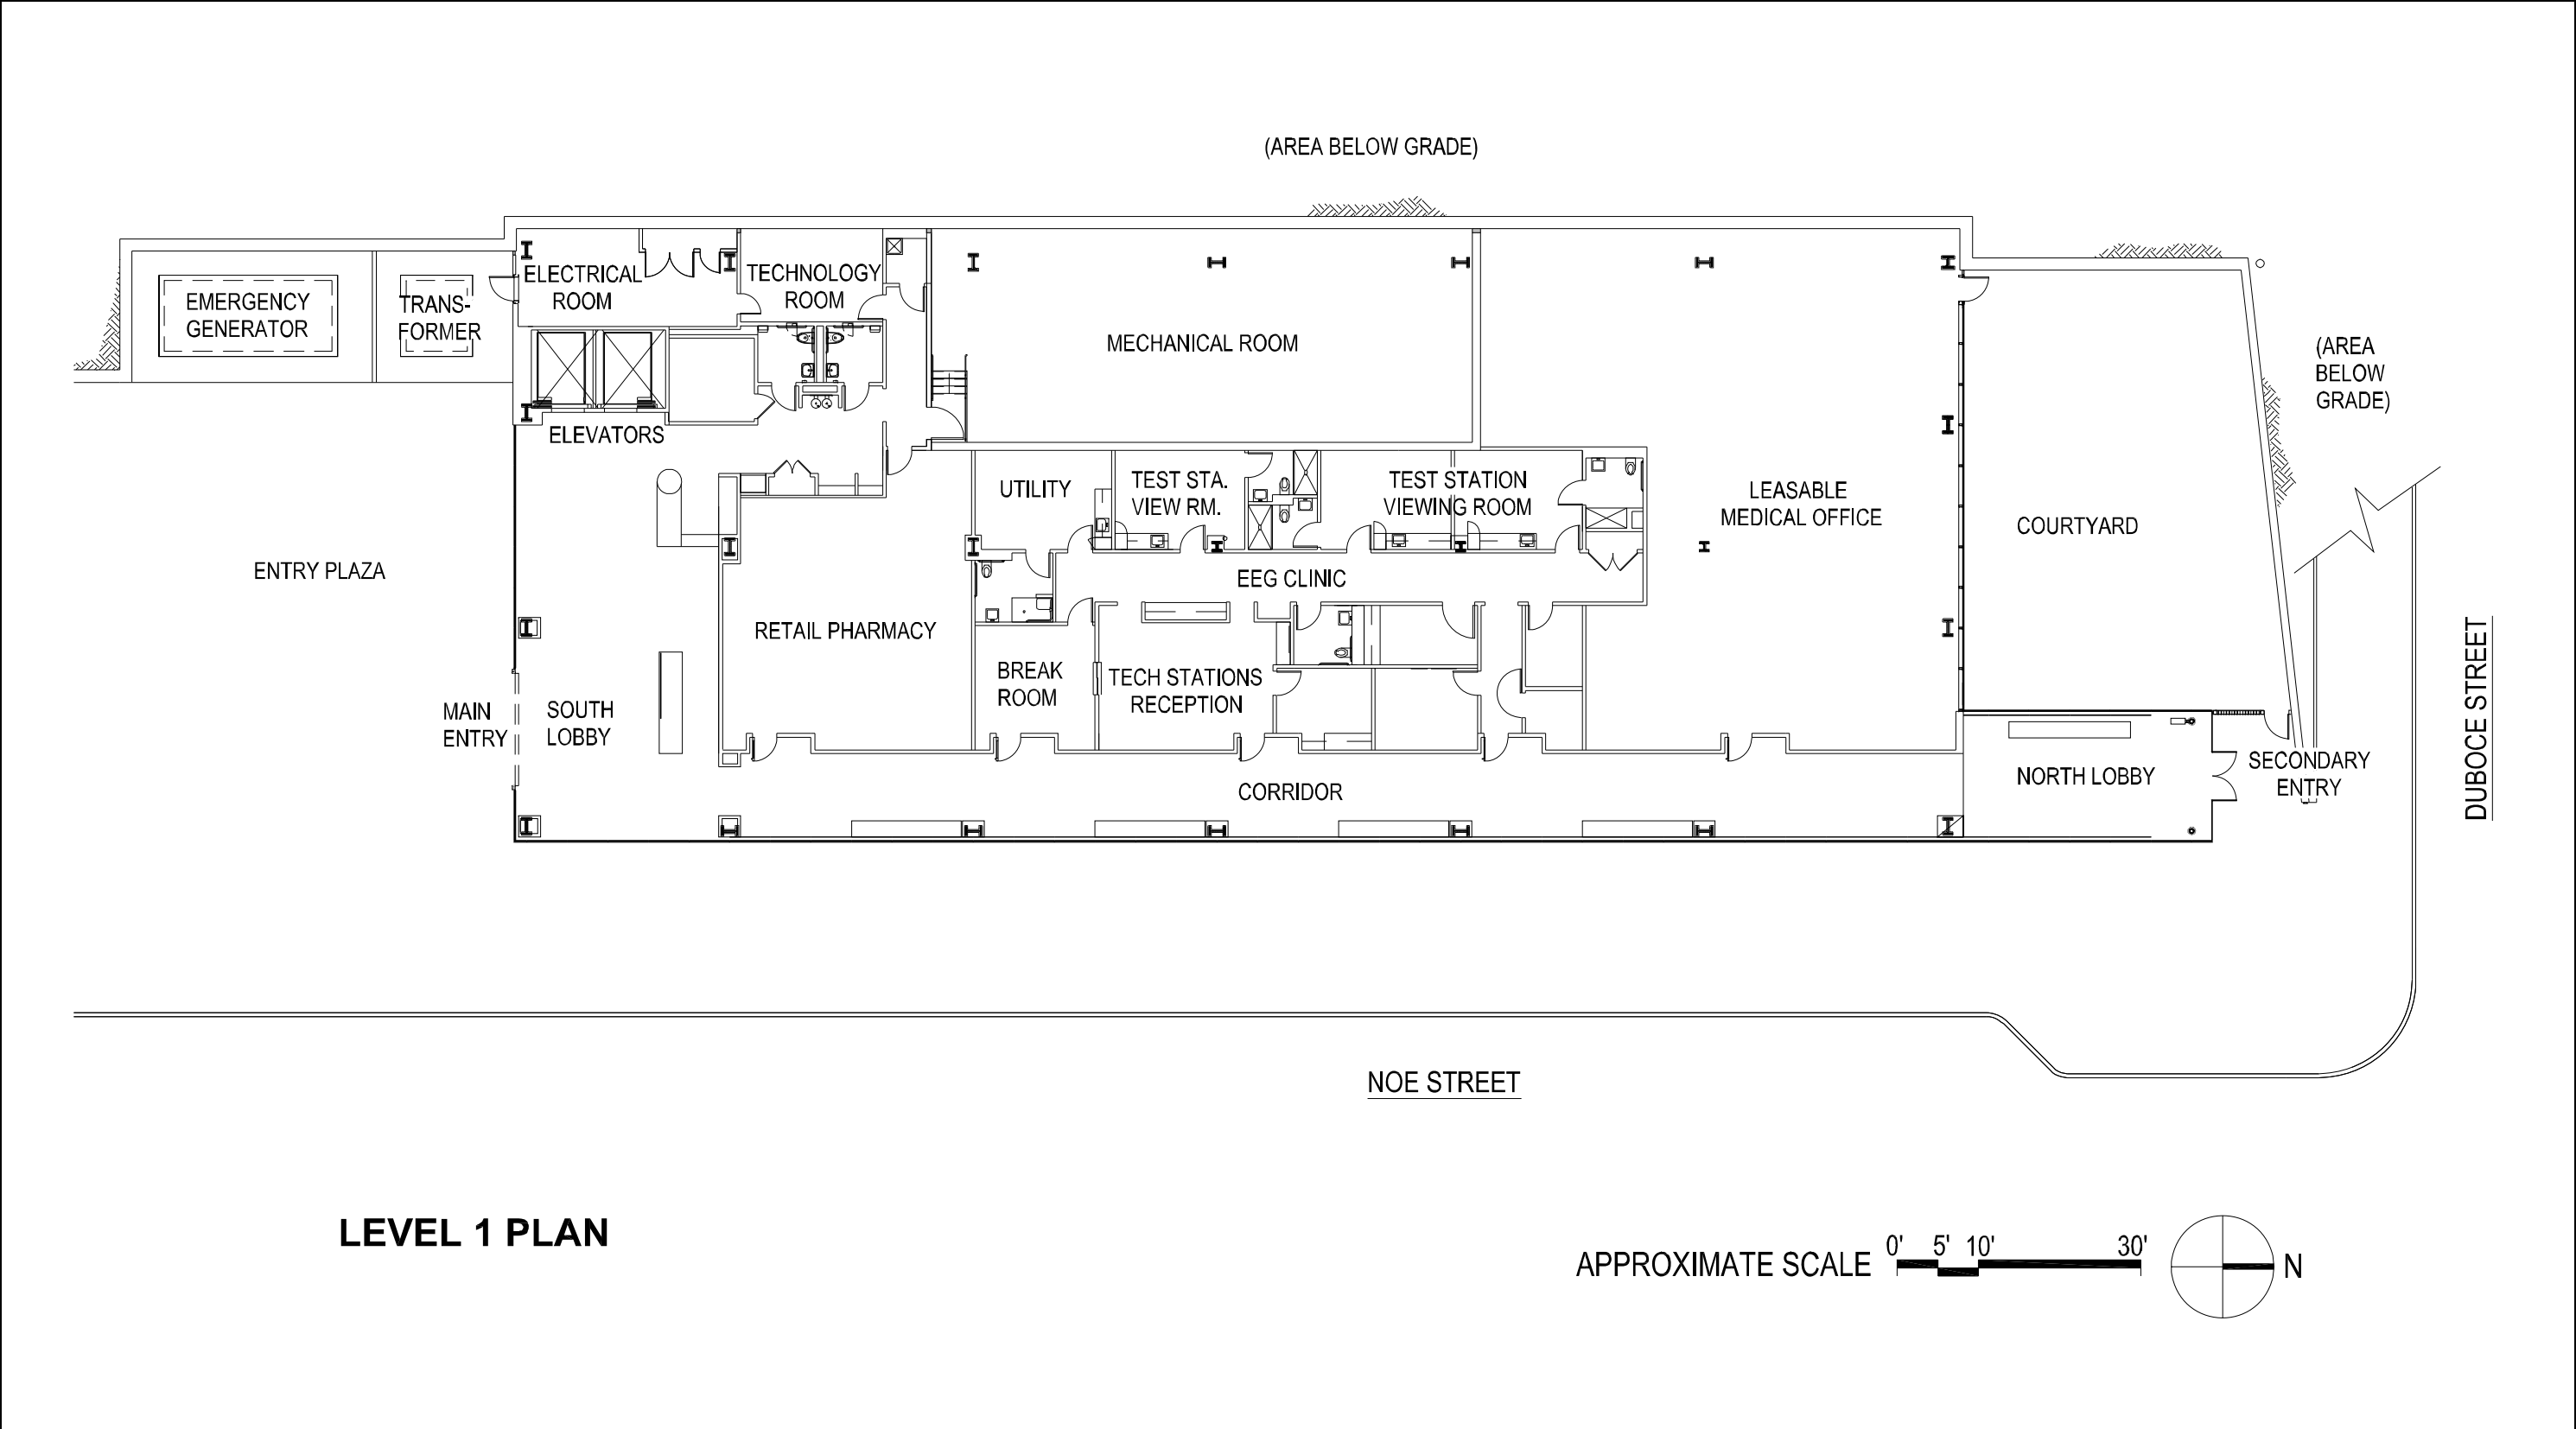 (AREA BELOW GRADE)
ELECTRICAL
ROOM
TECHNOLOGY
ROOM
EMERGENCY
GENERATOR
TRANS-
FORMER
MECHANICAL ROOM
(AREA
BELOW
GRADE)
ELEVATORS
UTILITY
TEST STA.
VIEW RM.
TEST STATION
VIEWING ROOM
LEASABLE
MEDICAL OFFICE
COURTYARD
ENTRY PLAZA
EEG CLINIC
RETAIL PHARMACY
BREAK
ROOM
TECH STATIONS
RECEPTION
MAIN
ENTRY
SOUTH
LOBBY
CORRIDOR
NORTH LOBBY
SECONDARY
ENTRY
DUBOCE STREET
NOE STREET
LEVEL 1 PLAN
APPROXIMATE SCALE
0' 5' 10' 30'
N